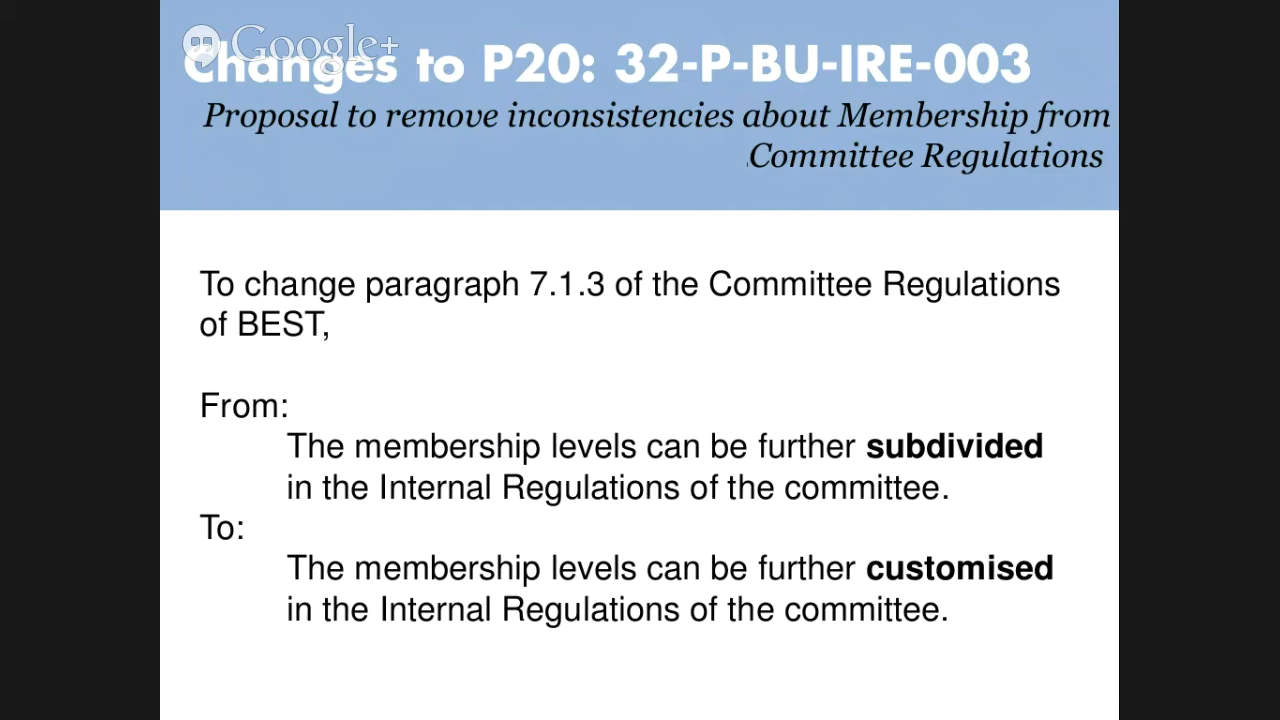 Google+
Changes to P20: 32-P-BU-IRE-003
Proposal to remove inconsistencies about Membership from
Committee Regulations
To change paragraph 7.1.3 of the Committee Regulations
of BEST,
From:
The membership levels can be further subdivided
in the Internal Regulations of the committee.
To:
The membership levels can be further customised
in the Internal Regulations of the committee.